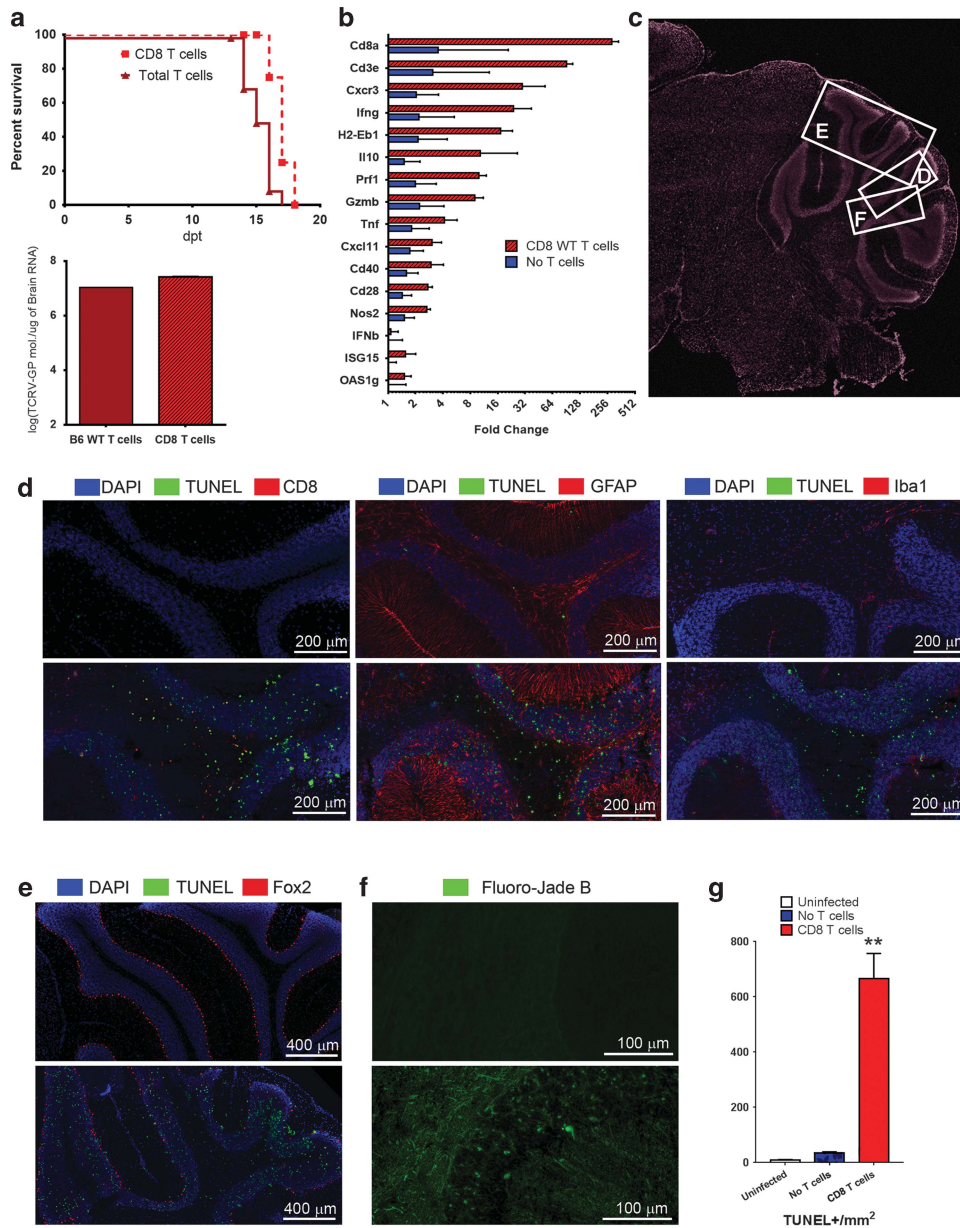 a
Percent survival
100
80
60
40
20
0
CD8 T cells
Total T cells
0 5 10 15 20
dpt
log(TCRV-GP mol./ug of Brain RNA)
8
6
4
2
B6 WT T cells CD8 T cells
b
Cd8a
Cd3e
Cxcr3
Ifng
H2-Eb1
Il10
Prf1
Gzmb
Tnf
Cxcl11
Cd40
Cd28
Nos2
IFNb
ISG15
OAS1g
CD8 WT T cells
No T cells
1 2 4 8 16 32 64 128 256 512
Fold Change
c
E
D
F
d
DAPI TUNEL CD8
DAPI TUNEL GFAP
DAPI TUNEL Iba1
200 μm 200 μm 200 μm
200 μm 200 μm 200 μm
e
DAPI TUNEL Fox2
400 μm
400 μm
f
Fluoro-Jade B
100 μm
100 μm
g
Uninfected
No T cells
CD8 T cells
**
800
600
400
200
0
Uninfected No T cells CD8 T cells
TUNEL+/mm²